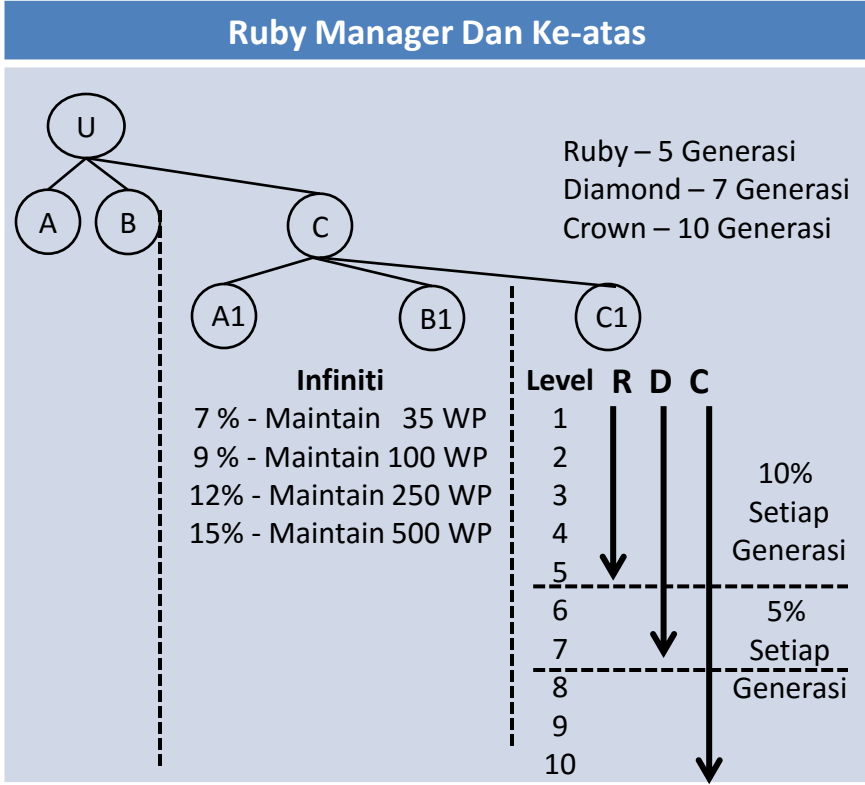 Ruby Manager Dan Ke-atas
U
Ruby – 5 Generasi
Diamond – 7 Generasi
Crown – 10 Generasi
A B C
A1 B1 C1
Infiniti
7 % - Maintain 35 WP
9 % - Maintain 100 WP
12% - Maintain 250 WP
15% - Maintain 500 WP
Level R D C
1
2
3
4
5
6
7
8
9
10
10%
Setiap
Generasi
5%
Setiap
Generasi